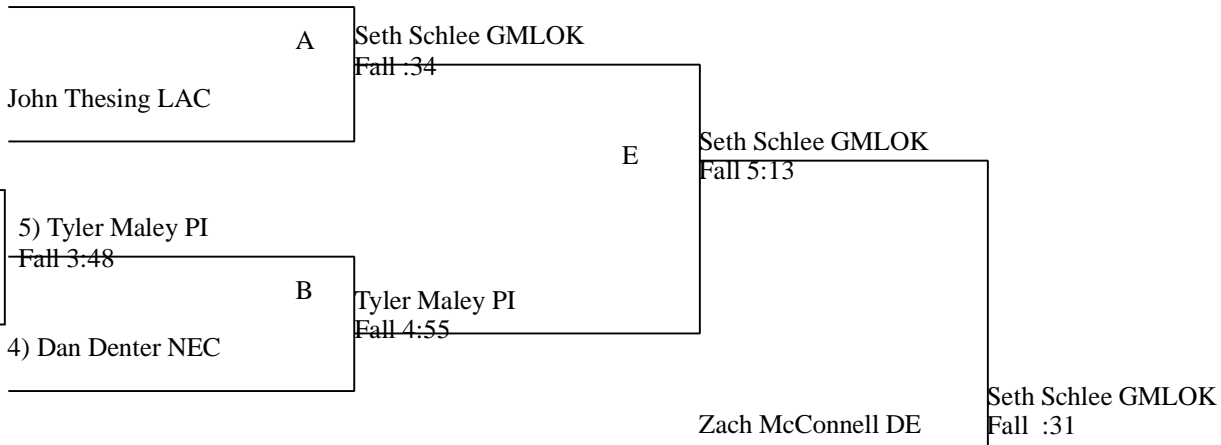 A
Seth Schlee GMLOK
Fall :34
John Thesing LAC
E
Seth Schlee GMLOK
Fall 5:13
5) Tyler Maley PI
Fall 3:48
B
Tyler Maley PI
Fall 4:55
4) Dan Denter NEC
Zach McConnell DE
Seth Schlee GMLOK
Fall :31